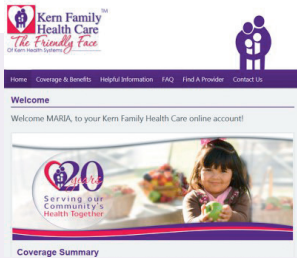 Kern Family™
Health Care
The Friendly Face
Of Kern Health Systems
Home Coverage & Benefits Helpful Information FAQ Find A Provider Contact Us
Welcome
Welcome MARIA, to your Kern Family Health Care online account!
20
years
Serving our
Community's
Health Together
Coverage Summary